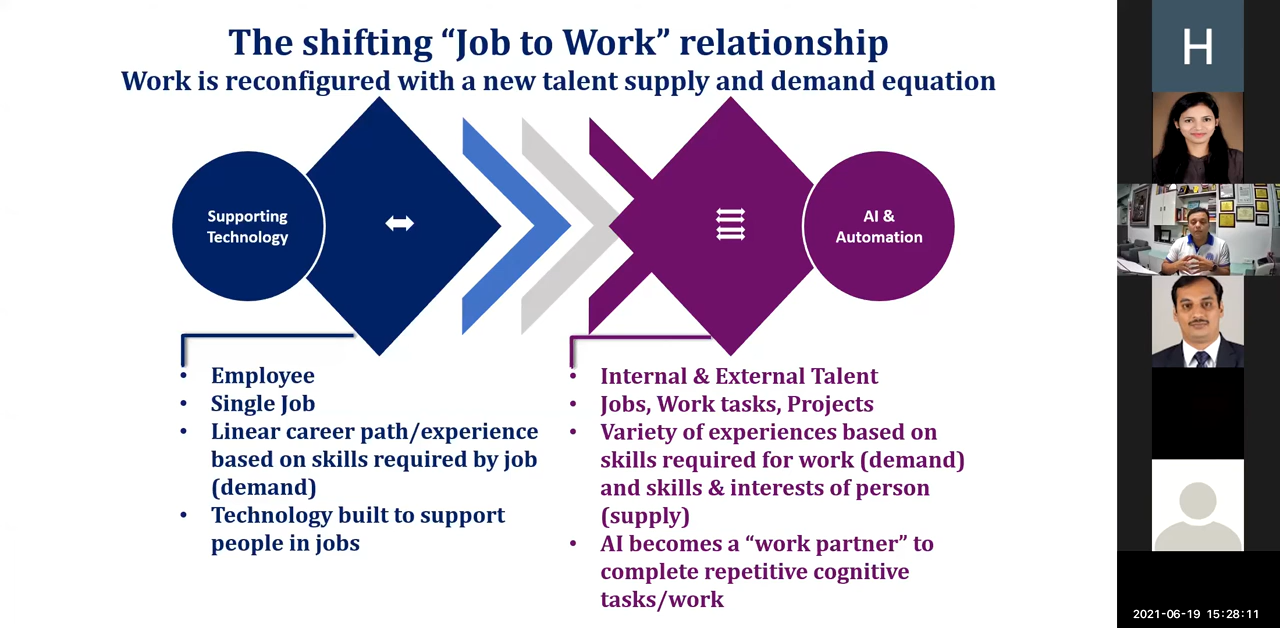 The shifting “Job to Work” relationship
Work is reconfigured with a new talent supply and demand equation
Supporting
Technology
AI &
Automation
• Employee
• Single Job
• Linear career path/experience
based on skills required by job
(demand)
• Technology built to support
people in jobs
• Internal & External Talent
• Jobs, Work tasks, Projects
• Variety of experiences based on
skills required for work (demand)
and skills & interests of person
(supply)
• AI becomes a “work partner” to
complete repetitive cognitive
tasks/work
H
2021-06-19 15:28:11